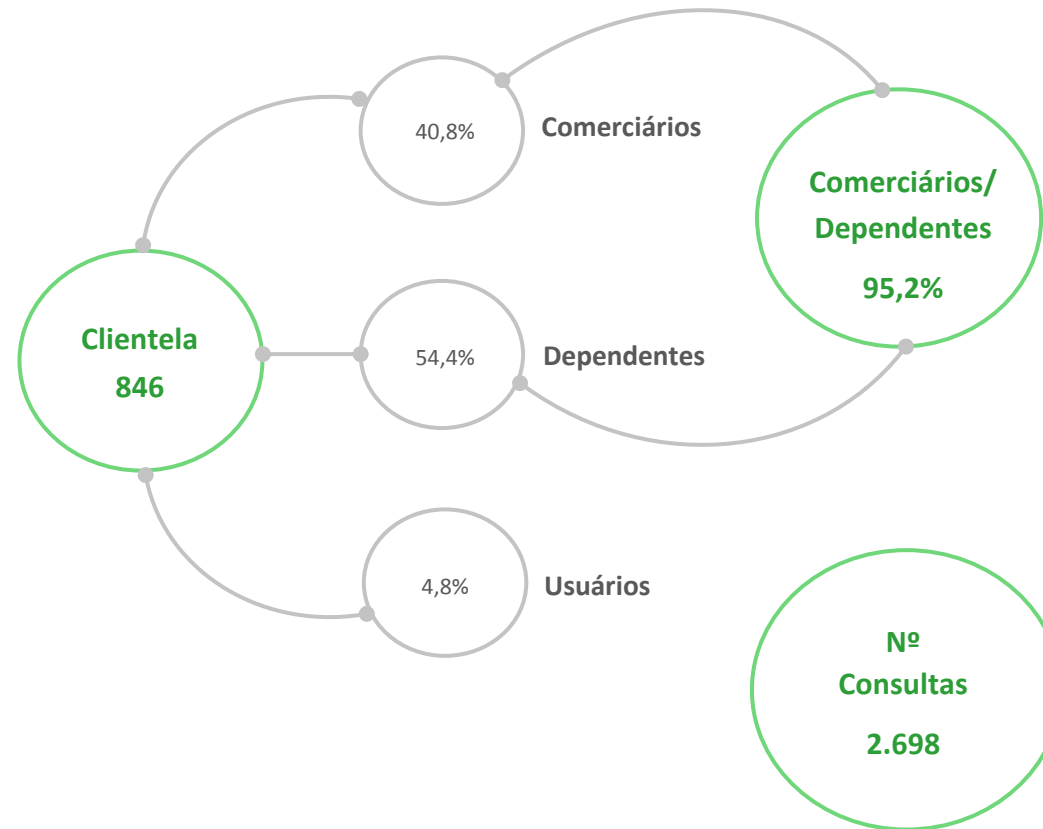 40,8%
Comerciários
Comerciários/
Dependentes
95,2%
Clientela
846
54,4%
Dependentes
4,8%
Usuários
Nº
Consultas
2.698